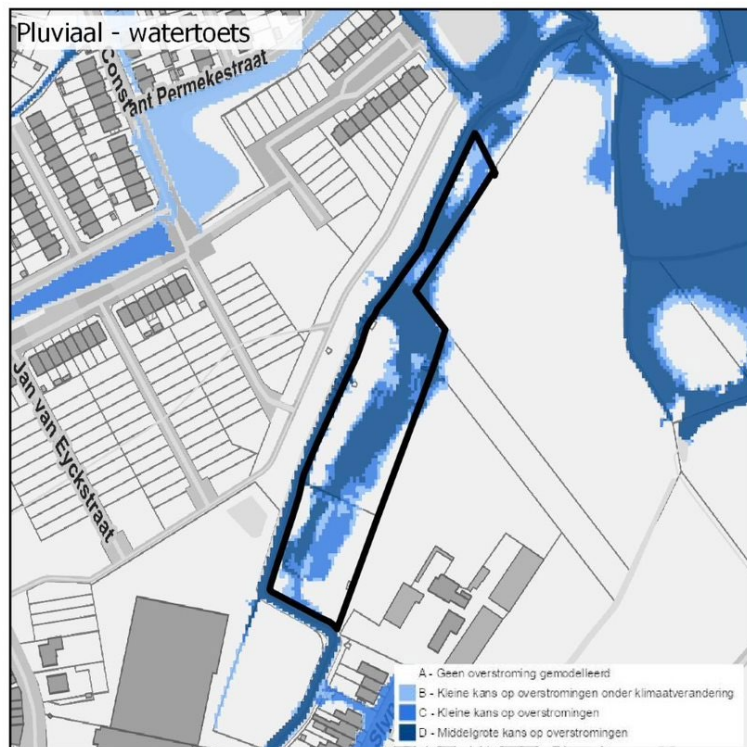 Pluviaal - watertoets
Constant Permekestraat
Jan van Eyckstraat
A - Geen overstroming gemodelleerd
B - Kleine kans op overstromingen onder klimaatverandering
C - Kleine kans op overstromingen
D - Middelgrote kans op overstromingen